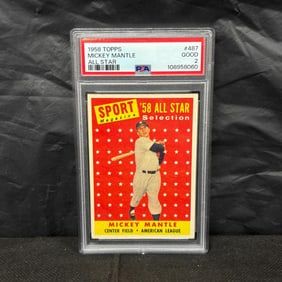 1958 TOPPS #487
MICKEY MANTLE GOOD
ALL STAR PSA 2
108958060
SPORT '58 ALL STAR
magazine Selection
MICKEY MANTLE
CENTER FIELD • AMERICAN LEAGUE